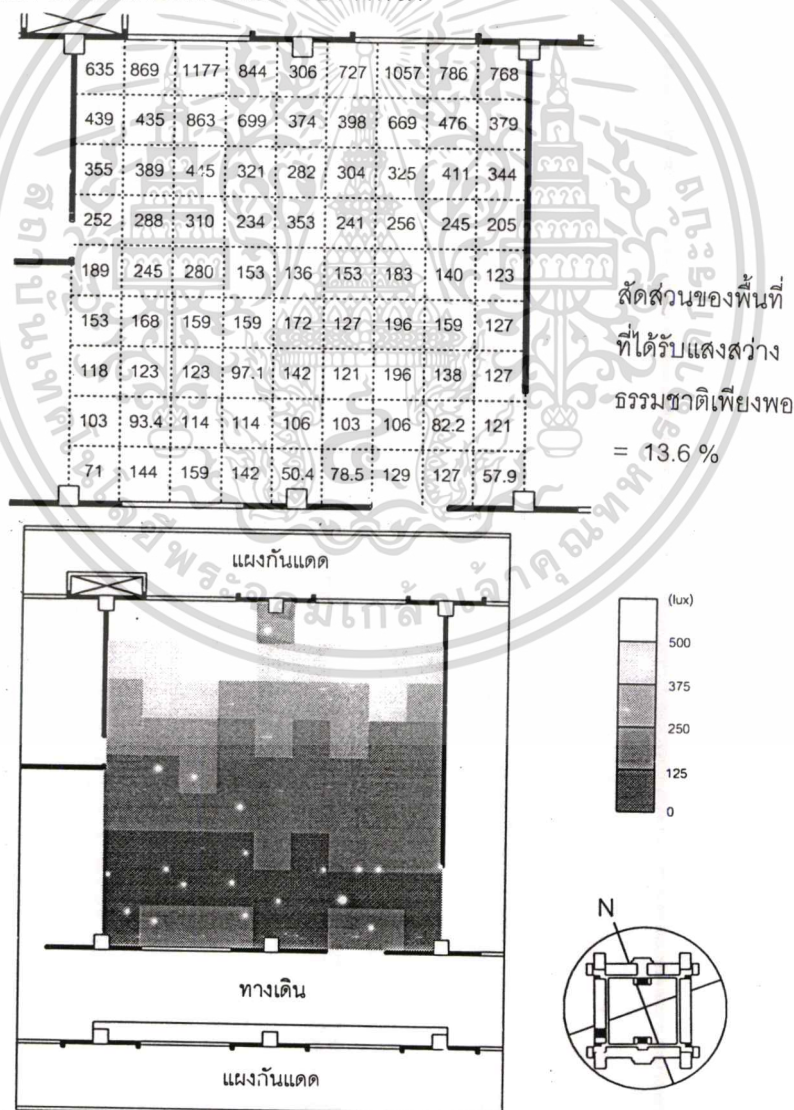 635 869 1177 844 306 727 1057 786 768
439 435 863 699 374 398 669 476 379
355 389 445 321 282 304 325 411 344
252 288 310 234 353 241 256 245 205
189 245 280 153 136 153 183 140 123
153 168 159 159 172 127 196 159 127
118 123 123 97.1 142 121 196 138 127
103 93.4 114 114 106 103 106 82.2 121
71 144 159 142 50.4 78.5 129 127 57.9
สัดส่วนของพื้นที่
ที่ได้รับแสงสว่าง
ธรรมชาติเพียงพอ
= 13.6 %
แผงกันแดด
(lux)
500
375
250
125
0
N
ทางเดิน
แผงกันแดด